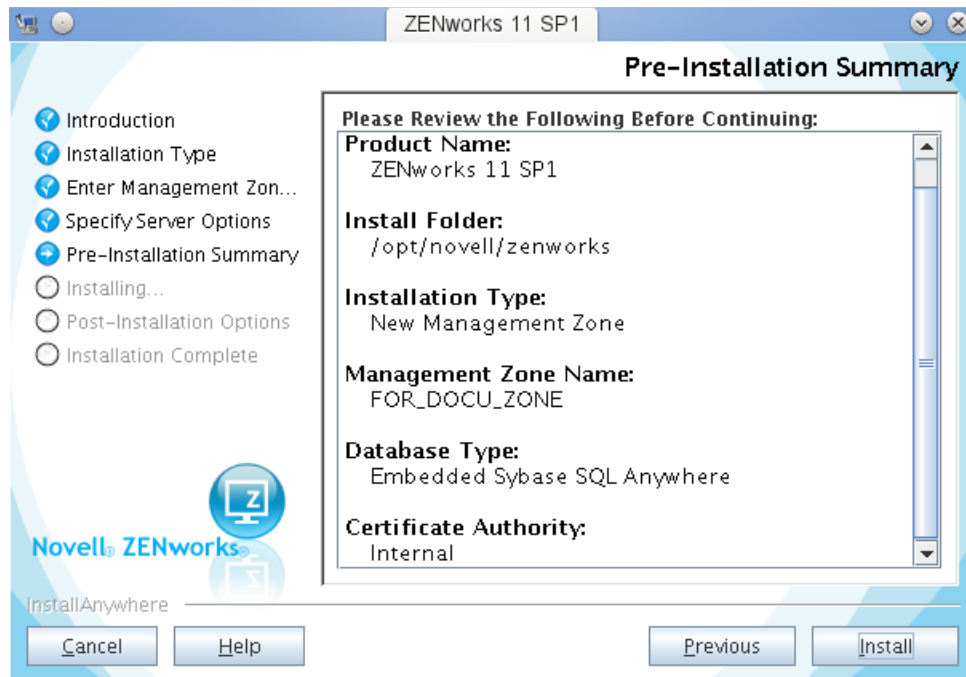 ZENworks 11 SP1
Pre-Installation Summary
Introduction
Installation Type
Enter Management Zon...
Specify Server Options
Pre-Installation Summary
Installing...
Post-Installation Options
Installation Complete
Please Review the Following Before Continuing:
Product Name:
ZENworks 11 SP1
Install Folder:
/opt/novell/zenworks
Installation Type:
New Management Zone
Management Zone Name:
FOR_DOCU_ZONE
Database Type:
Embedded Sybase SQL Anywhere
Certificate Authority:
Internal
Z
Novell® ZENworks®
InstallAnywhere
Cancel
Help
Previous
Install